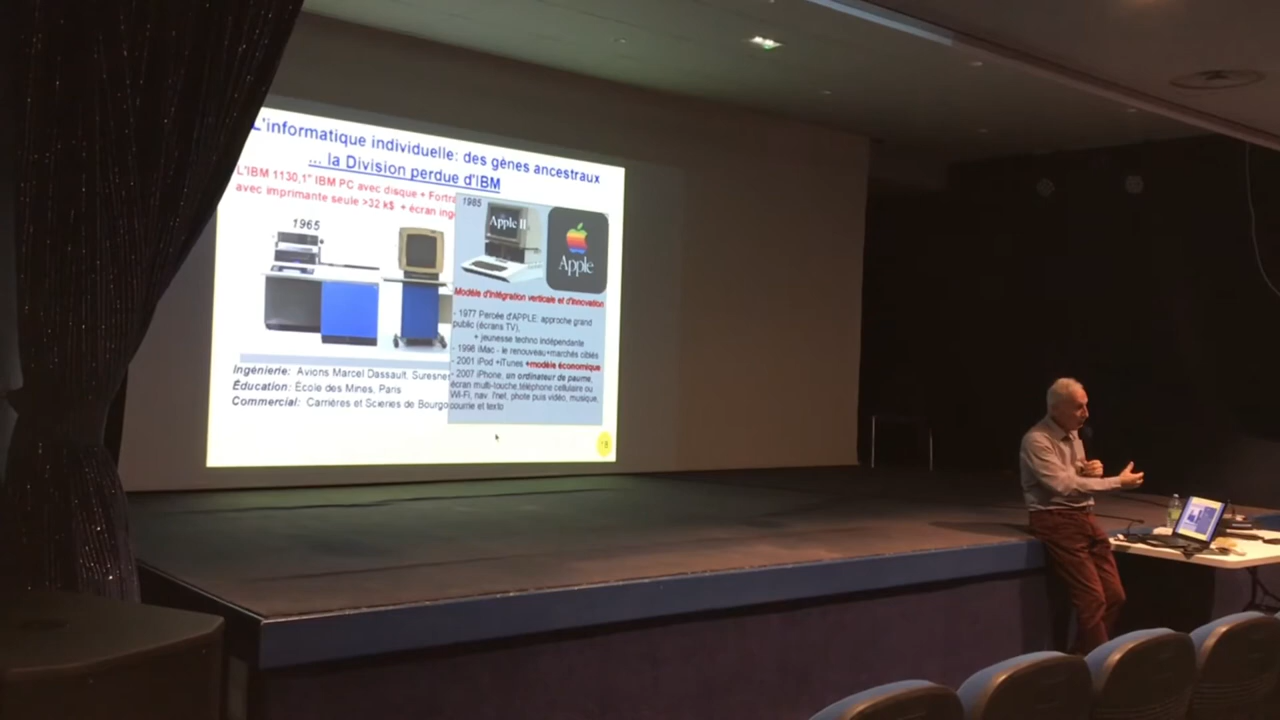 L'informatique individuelle: des gènes ancestraux
... la Division perdue d'IBM
L'IBM 1130,1° IBM PC avec disque + Fortra
avec imprimante seule >32 k$ + écran ing
1965
1985
Apple II
Apple
Modèle d'intégration verticale et d'innovation
- 1977 Percée d'APPLE: approche grand
public (écrans TV),
+ jeunesse techno indépendante
- 1998 iMac - le renouveau+marchés ciblés
- 2001 iPod +iTunes +modèle économique
- 2007 iPhone, un ordinateur de paume,
écran multi-touche,téléphone cellulaire ou
Wi-Fi, nav. l'net, photo puis vidéo, musique,
courrie et texto
Ingénierie: Avions Marcel Dassault, Suresnes
Éducation: École des Mines, Paris
Commercial: Carrières et Scieries de Bourgo